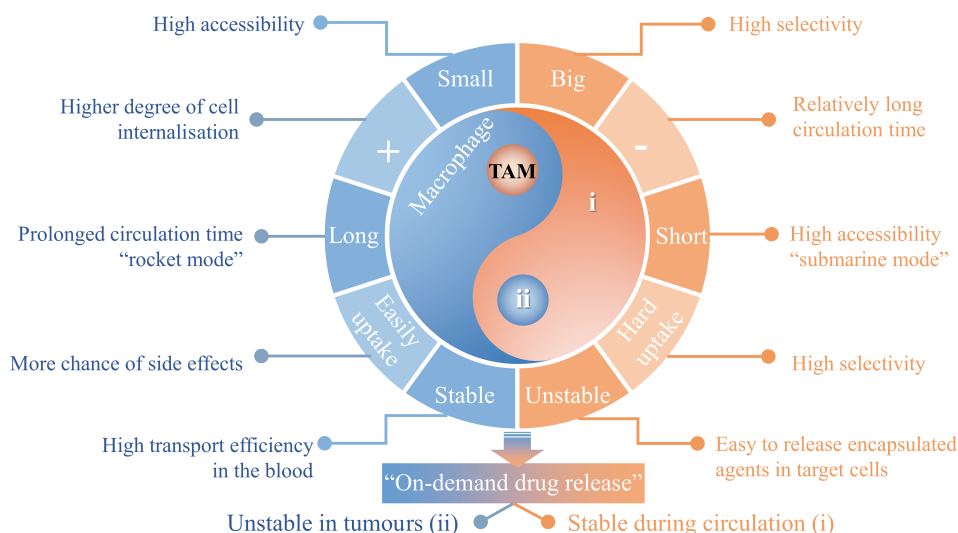 High accessibility
High selectivity
Small
Big
Higher degree of cell
internalisation
+
-
Relatively long
circulation time
Macrophage
TAM
i
Prolonged circulation time
“rocket mode”
Long
Short
High accessibility
“submarine mode”
ii
Easily
uptake
Hard
uptake
More chance of side effects
High selectivity
Stable
Unstable
High transport efficiency
in the blood
Easy to release encapsulated
agents in target cells
“On-demand drug release”
Unstable in tumours (ii)
Stable during circulation (i)